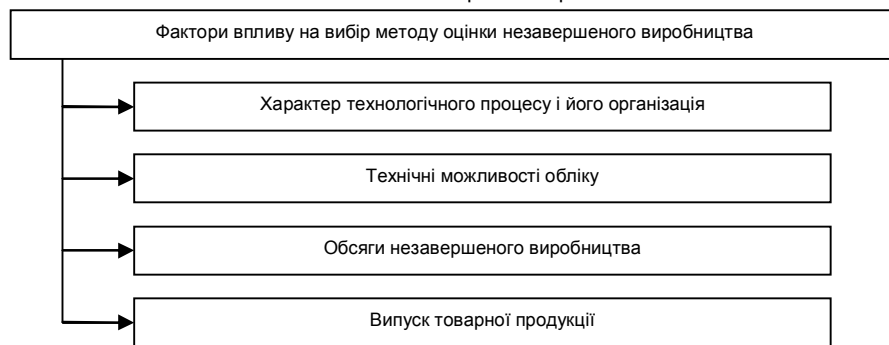 Фактори впливу на вибір методу оцінки незавершеного виробництва
Характер технологічного процесу і його організація
Технічні можливості обліку
Обсяги незавершеного виробництва
Випуск товарної продукції